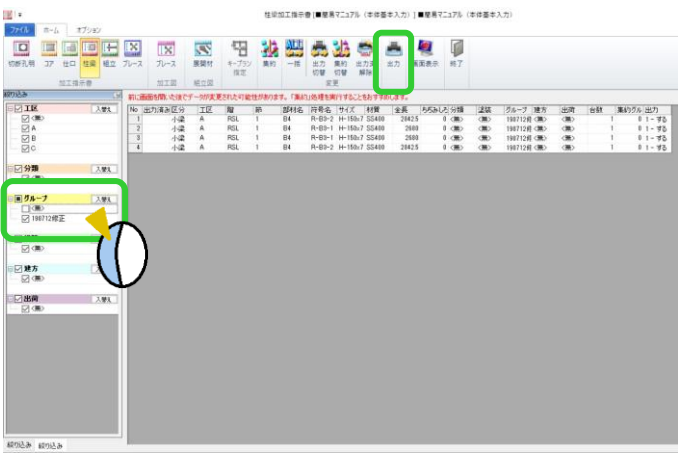 柱梁加工指示書 [■簡易マニュアル（本体基本入力）] ■簡易マニュアル（本体基本入力）
ファイル ホーム オプション
切断孔明 コア 仕口 柱梁 組立 ブレース ブレース 展開材 キープラン指定 集約 一括 出力切替 集約切替 出力済解除 出力 画面表示 終了
加工指示書 加工図 組立図 変更
絞り込み
前に画面を開いた後でデータが変更された可能性があります。「集約」処理を実行することをおすすめします。
No 出力済み区分 工区 階 節 部材名 符号名 サイズ 材質 全長 ちぢみしろ 分類 塗装 グループ 建方 出荷 台数 集約グル 出力
1 小梁 A RSL 1 B4 R-B3-2 H-150x7 SS400 2842.5 0 <無> <無> 190712修 <無> <無> 1 0 1 - する
2 小梁 A RSL 1 B4 R-B3-1 H-150x7 SS400 2680 0 <無> <無> 190712修 <無> <無> 1 0 1 - する
3 小梁 A RSL 1 B4 R-B3-1 H-150x7 SS400 2680 0 <無> <無> 190712修 <無> <無> 1 0 1 - する
4 小梁 A RSL 1 B4 R-B3-2 H-150x7 SS400 2842.5 0 <無> <無> 190712修 <無> <無> 1 0 1 - する
工区 入替え
<無>
A
B
C
分類 入替え
グループ 入替え
<無>
190712修正
<無>
建方
<無>
出荷 入替え
<無>
絞り込み 絞り込み